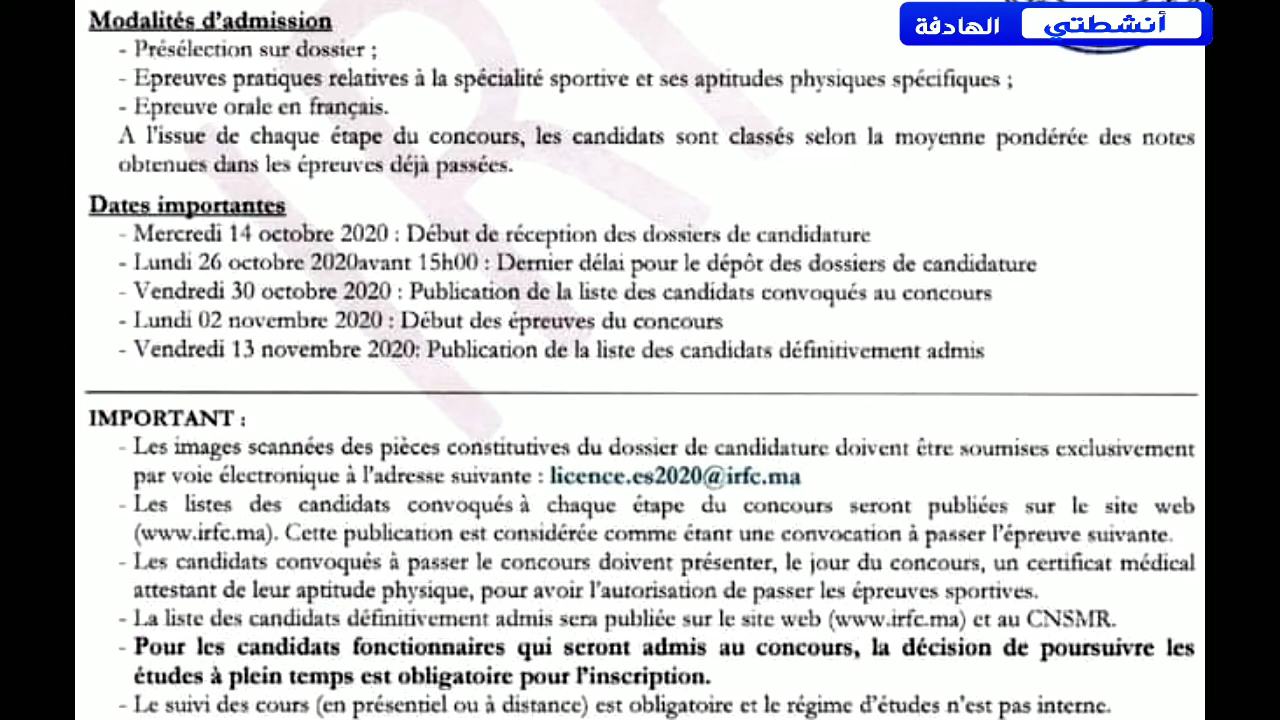 أنشطتي الهادفة
Modalités d'admission
- Présélection sur dossier ;
- Epreuves pratiques relatives à la spécialité sportive et ses aptitudes physiques spécifiques ;
- Epreuve orale en français.
A l'issue de chaque étape du concours, les candidats sont classés selon la moyenne pondérée des notes
obtenues dans les épreuves déjà passées.
Dates importantes
- Mercredi 14 octobre 2020 : Début de réception des dossiers de candidature
- Lundi 26 octobre 2020avant 15h00 : Dernier délai pour le dépôt des dossiers de candidature
- Vendredi 30 octobre 2020 : Publication de la liste des candidats convoqués au concours
- Lundi 02 novembre 2020 : Début des épreuves du concours
- Vendredi 13 novembre 2020: Publication de la liste des candidats définitivement admis
IMPORTANT :
- Les images scannées des pièces constitutives du dossier de candidature doivent être soumises exclusivement
par voie électronique à l'adresse suivante : licence.es2020@irfc.ma
- Les listes des candidats convoqués à chaque étape du concours seront publiées sur le site web
(www.irfc.ma). Cette publication est considérée comme étant une convocation à passer l'épreuve suivante.
- Les candidats convoqués à passer le concours doivent présenter, le jour du concours, un certificat médical
attestant de leur aptitude physique, pour avoir l'autorisation de passer les épreuves sportives.
- La liste des candidats définitivement admis sera publiée sur le site web (www.irfc.ma) et au CNSMR.
- Pour les candidats fonctionnaires qui seront admis au concours, la décision de poursuivre les
études à plein temps est obligatoire pour l'inscription.
- Le suivi des cours (en présentiel ou à distance) est obligatoire et le régime d'études n'est pas interne.